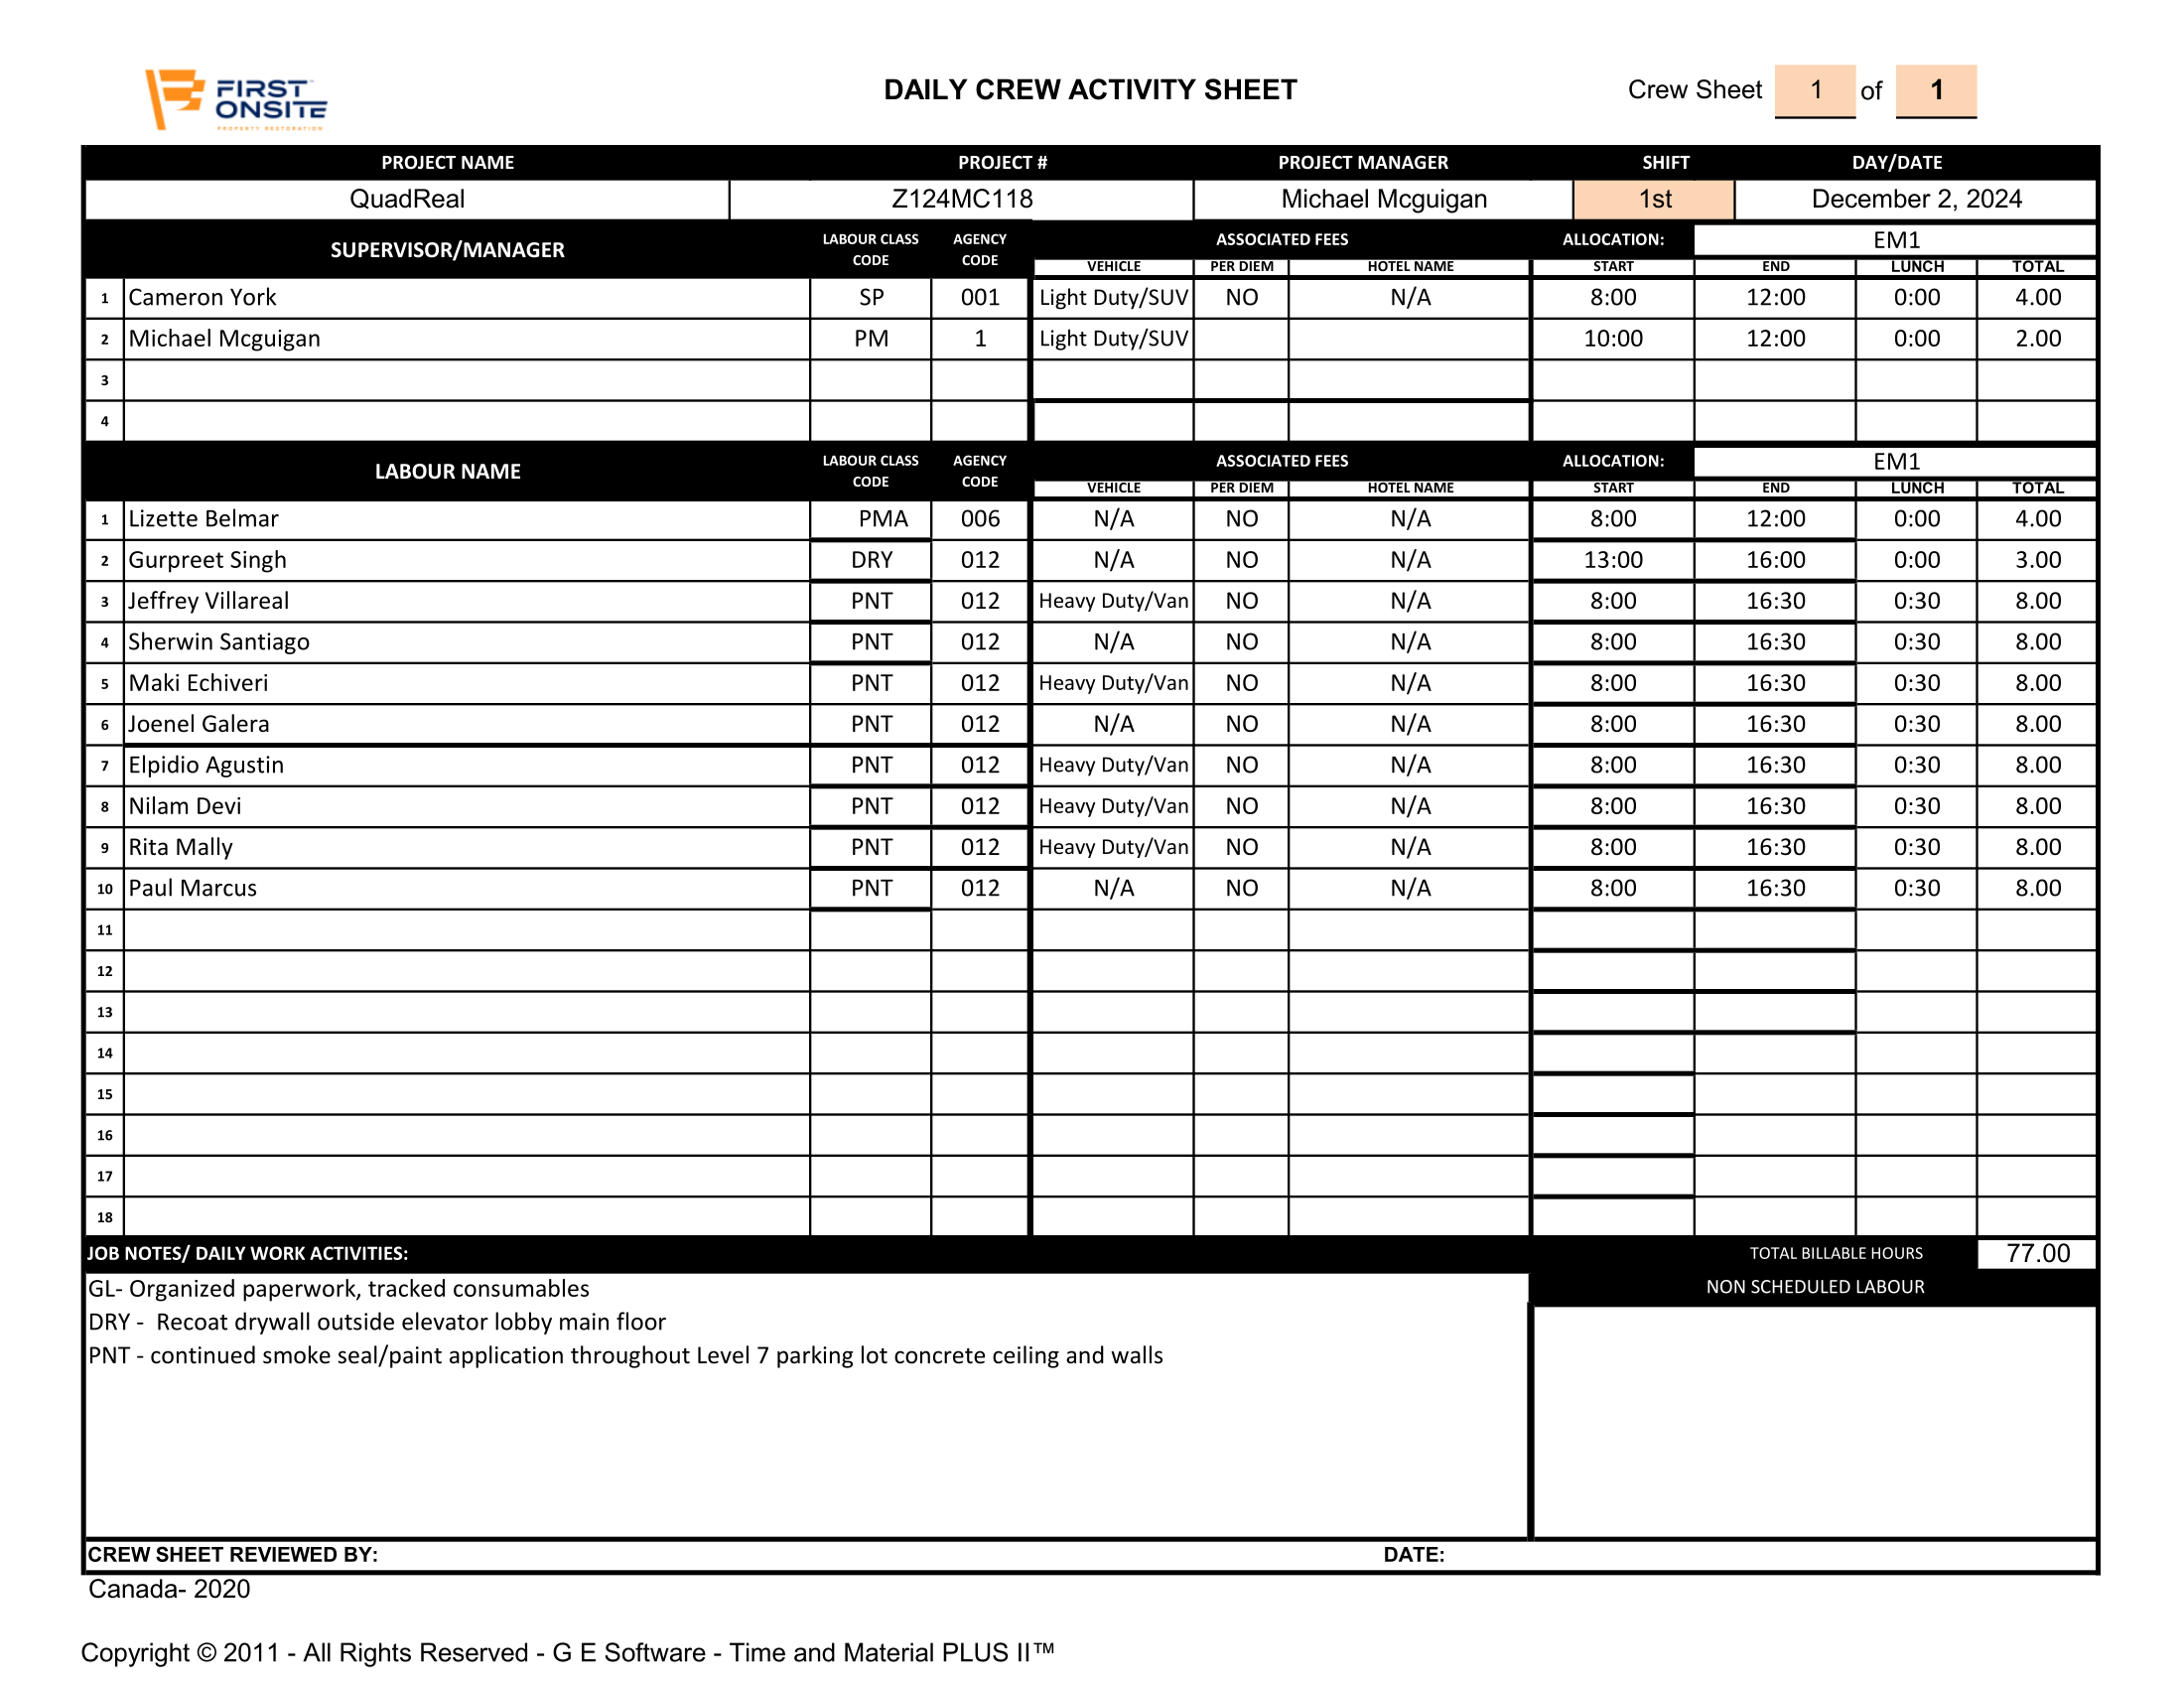 FIRST ONSITE
PROPERTY RESTORATION
DAILY CREW ACTIVITY SHEET
Crew Sheet 1 of 1
PROJECT NAME PROJECT # PROJECT MANAGER SHIFT DAY/DATE
QuadReal Z124MC118 Michael Mcguigan 1st December 2, 2024
SUPERVISOR/MANAGER LABOUR CLASS CODE AGENCY CODE ASSOCIATED FEES ALLOCATION: EM1
VEHICLE PER DIEM HOTEL NAME START END LUNCH TOTAL
1 Cameron York SP 001 Light Duty/SUV NO N/A 8:00 12:00 0:00 4.00
2 Michael Mcguigan PM 1 Light Duty/SUV 10:00 12:00 0:00 2.00
3
4
LABOUR NAME LABOUR CLASS CODE AGENCY CODE ASSOCIATED FEES ALLOCATION: EM1
VEHICLE PER DIEM HOTEL NAME START END LUNCH TOTAL
1 Lizette Belmar PMA 006 N/A NO N/A 8:00 12:00 0:00 4.00
2 Gurpreet Singh DRY 012 N/A NO N/A 13:00 16:00 0:00 3.00
3 Jeffrey Villareal PNT 012 Heavy Duty/Van NO N/A 8:00 16:30 0:30 8.00
4 Sherwin Santiago PNT 012 N/A NO N/A 8:00 16:30 0:30 8.00
5 Maki Echiveri PNT 012 Heavy Duty/Van NO N/A 8:00 16:30 0:30 8.00
6 Joenel Galera PNT 012 N/A NO N/A 8:00 16:30 0:30 8.00
7 Elpidio Agustin PNT 012 Heavy Duty/Van NO N/A 8:00 16:30 0:30 8.00
8 Nilam Devi PNT 012 Heavy Duty/Van NO N/A 8:00 16:30 0:30 8.00
9 Rita Mally PNT 012 Heavy Duty/Van NO N/A 8:00 16:30 0:30 8.00
10 Paul Marcus PNT 012 N/A NO N/A 8:00 16:30 0:30 8.00
11
12
13
14
15
16
17
18
JOB NOTES/ DAILY WORK ACTIVITIES: TOTAL BILLABLE HOURS 77.00
GL- Organized paperwork, tracked consumables NON SCHEDULED LABOUR
DRY - Recoat drywall outside elevator lobby main floor
PNT - continued smoke seal/paint application throughout Level 7 parking lot concrete ceiling and walls
CREW SHEET REVIEWED BY: DATE:
Canada- 2020
Copyright © 2011 - All Rights Reserved - G E Software - Time and Material PLUS II™